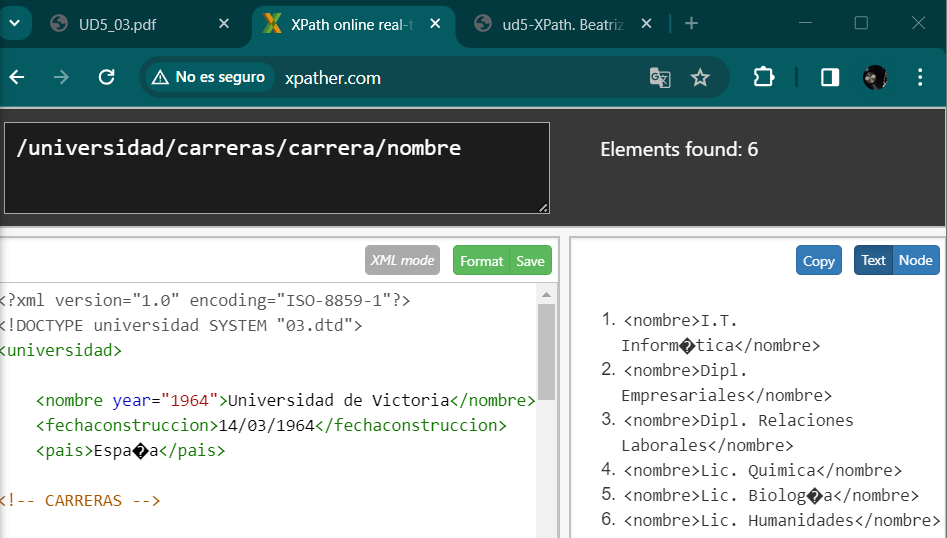 UD5_03.pdf
XPath online real-t
ud5-XPath. Beatriz
No es seguro
xpather.com
/universidad/carreras/carrera/nombre
Elements found: 6
XML mode
Format
Save
Copy
Text
Node
<?xml version="1.0" encoding="ISO-8859-1"?>
<!DOCTYPE universidad SYSTEM "03.dtd">
<universidad>
<nombre year="1964">Universidad de Victoria</nombre>
<fechaconstruccion>14/03/1964</fechaconstruccion>
<pais>Espa�a</pais>
<!-- CARRERAS -->
1. <nombre>I.T.
Inform�tica</nombre>
2. <nombre>Dipl.
Empresariales</nombre>
3. <nombre>Dipl. Relaciones
Laborales</nombre>
4. <nombre>Lic. Quimica</nombre>
5. <nombre>Lic. Biolog�a</nombre>
6. <nombre>Lic. Humanidades</nombre>